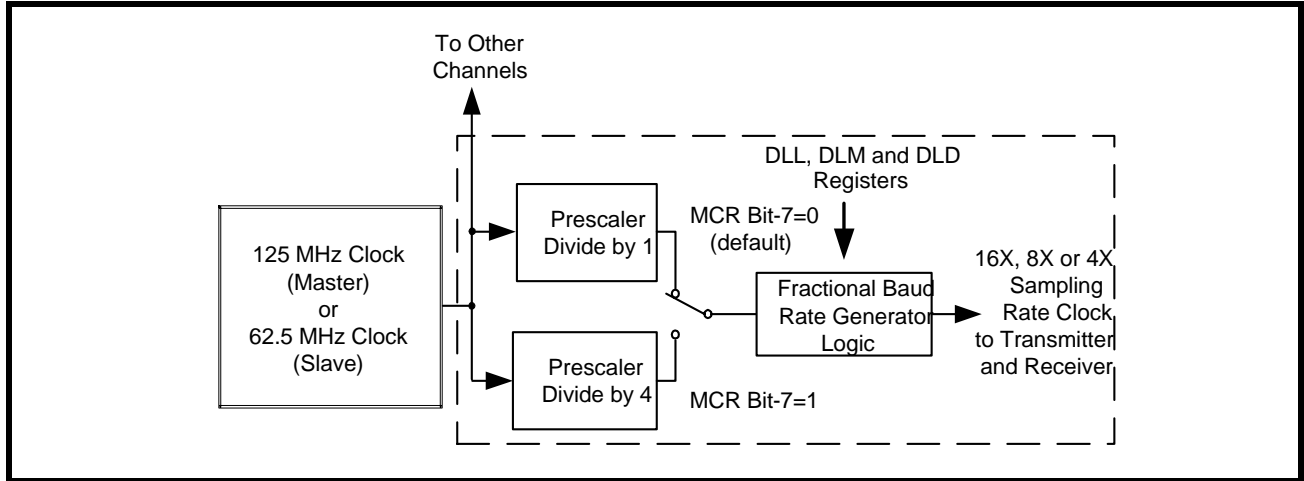 To Other
Channels
DLL, DLM and DLD
Registers
Prescaler
Divide by 1
MCR Bit-7=0
(default)
125 MHz Clock
(Master)
or
62.5 MHz Clock
(Slave)
Fractional Baud
Rate Generator
Logic
16X, 8X or 4X
Sampling
Rate Clock
to Transmitter
and Receiver
Prescaler
Divide by 4
MCR Bit-7=1